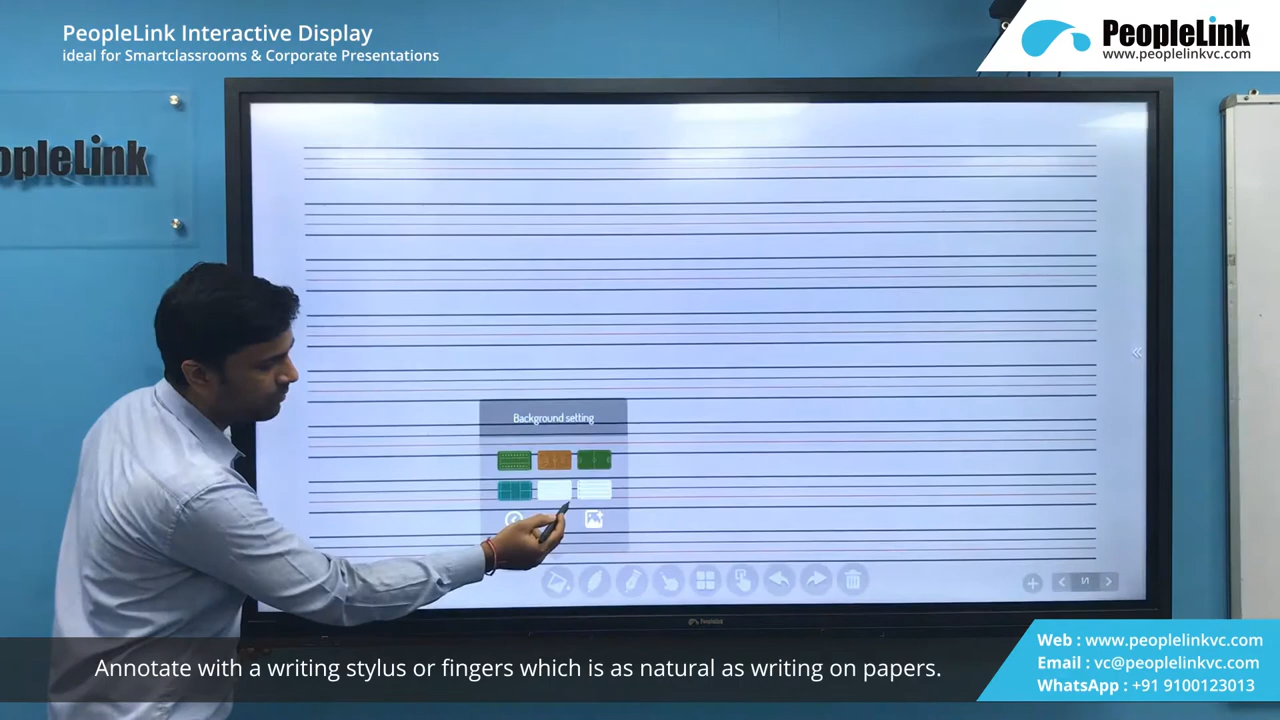 PeopleLink Interactive Display
ideal for Smartclassrooms & Corporate Presentations
PeopleLink
www.peoplelinkvc.com
opleLink
Background setting
PeopleLink
Annotate with a writing stylus or fingers which is as natural as writing on papers.
Web : www.peoplelinkvc.com
Email : vc@peoplelinkvc.com
WhatsApp : +91 9100123013